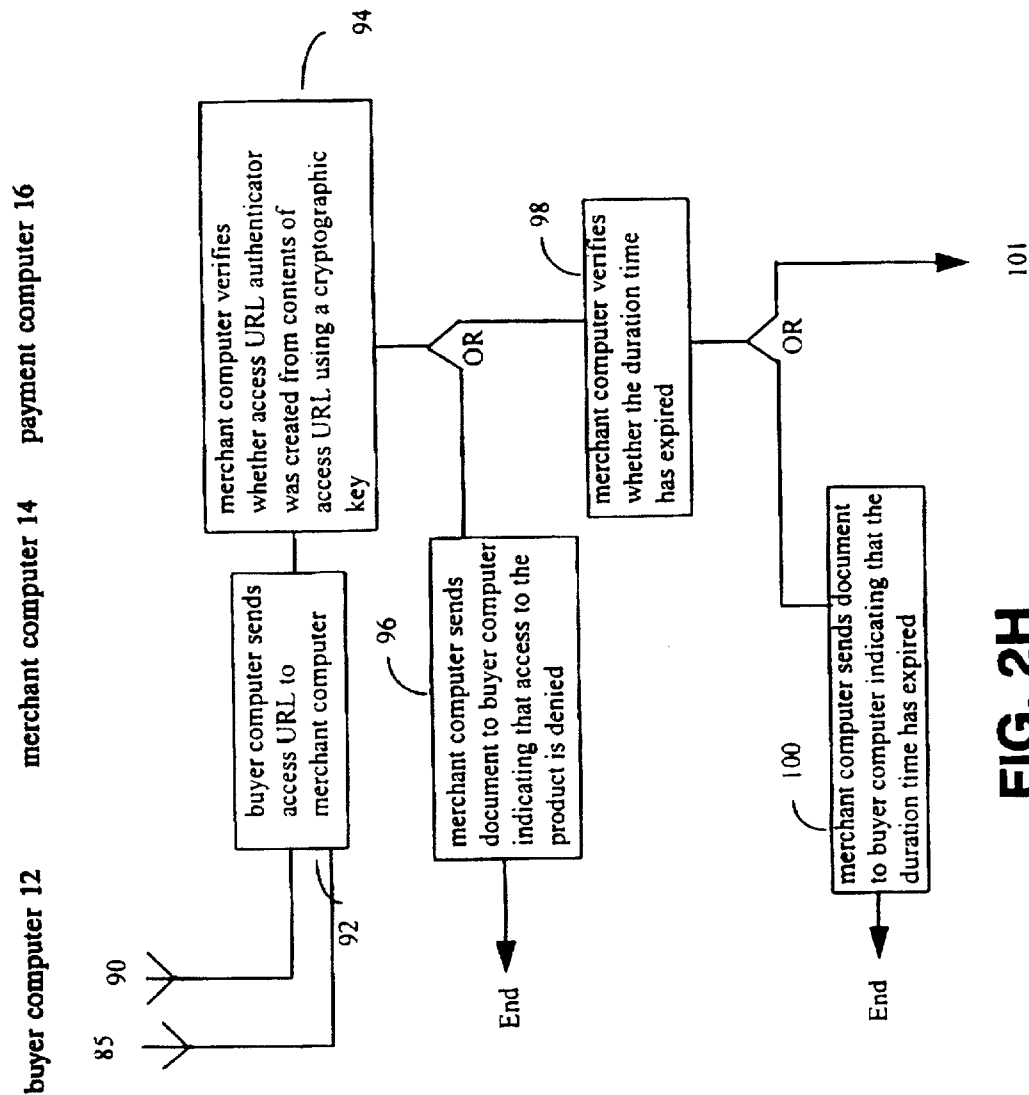 buyer computer 12
merchant computer 14
payment computer 16
85
90
buyer computer sends
access URL to
merchant computer
92
merchant computer verifies
whether access URL authenticator
was created from contents of
access URL using a cryptographic
key
94
OR
96
merchant computer sends
document to buyer computer
indicating that access to the
product is denied
End
98
merchant computer verifies
whether the duration time
has expired
OR
100
merchant computer sends document
to buyer computer indicating that the
duration time has expired
End
101
FIG. 2H